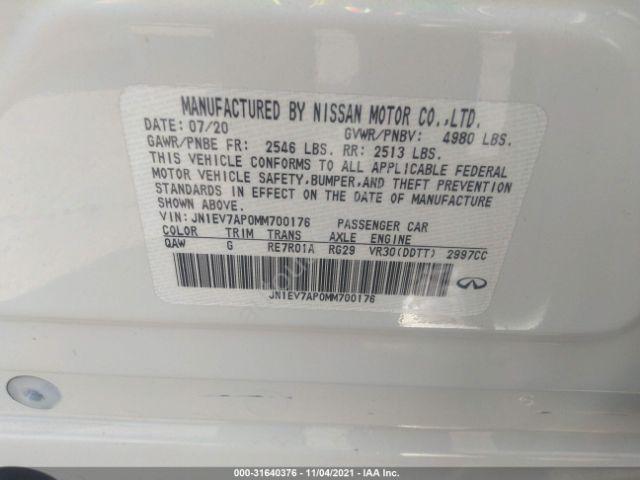 MANUFACTURED BY NISSAN MOTOR CO.,LTD.
DATE: 07/20 GVWR/PNBV: 4980 LBS.
GAWR/PNBE FR: 2546 LBS. RR: 2513 LBS.
THIS VEHICLE CONFORMS TO ALL APPLICABLE FEDERAL
MOTOR VEHICLE SAFETY, BUMPER, AND THEFT PREVENTION
STANDARDS IN EFFECT ON THE DATE OF MANUFACTURE
SHOWN ABOVE.
VIN: JN1EV7AP0MM700176 PASSENGER CAR
COLOR TRIM TRANS AXLE ENGINE
QAW G RE7R01A RG29 VR30(DDTT) 2997CC
JN1EV7AP0MM700176
000-31640376 - 11/04/2021 - IAA Inc.